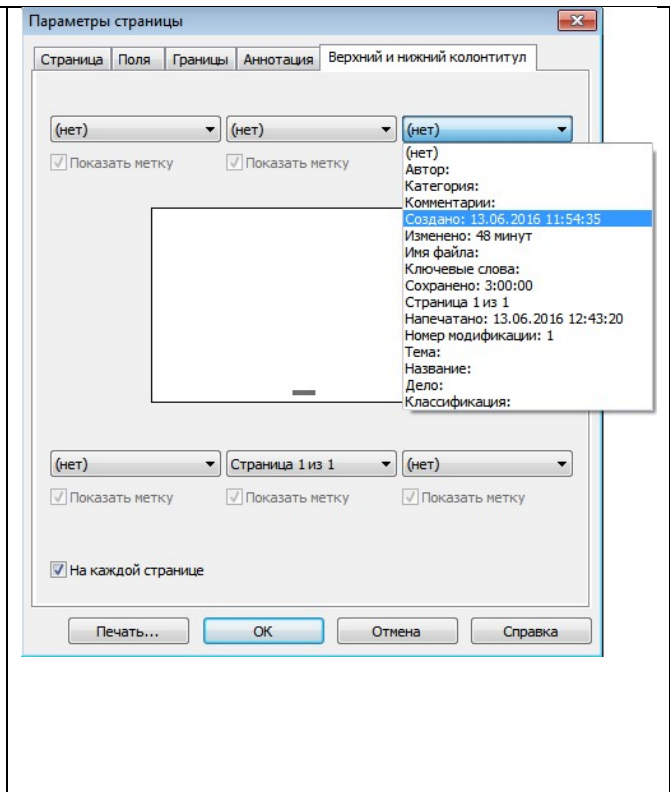 Параметры страницы
Страница Поля Границы Аннотация Верхний и нижний колонтитул
(нет) (нет) (нет)
Показать метку Показать метку
(нет)
Автор:
Категория:
Комментарии:
Создано: 13.06.2016 11:54:35
Изменено: 48 минут
Имя файла:
Ключевые слова:
Сохранено: 3:00:00
Страница 1 из 1
Напечатано: 13.06.2016 12:43:20
Номер модификации: 1
Тема:
Название:
Дело:
Классификация:
(нет) Страница 1 из 1 (нет)
Показать метку Показать метку Показать метку
На каждой странице
Печать... ОК Отмена Справка